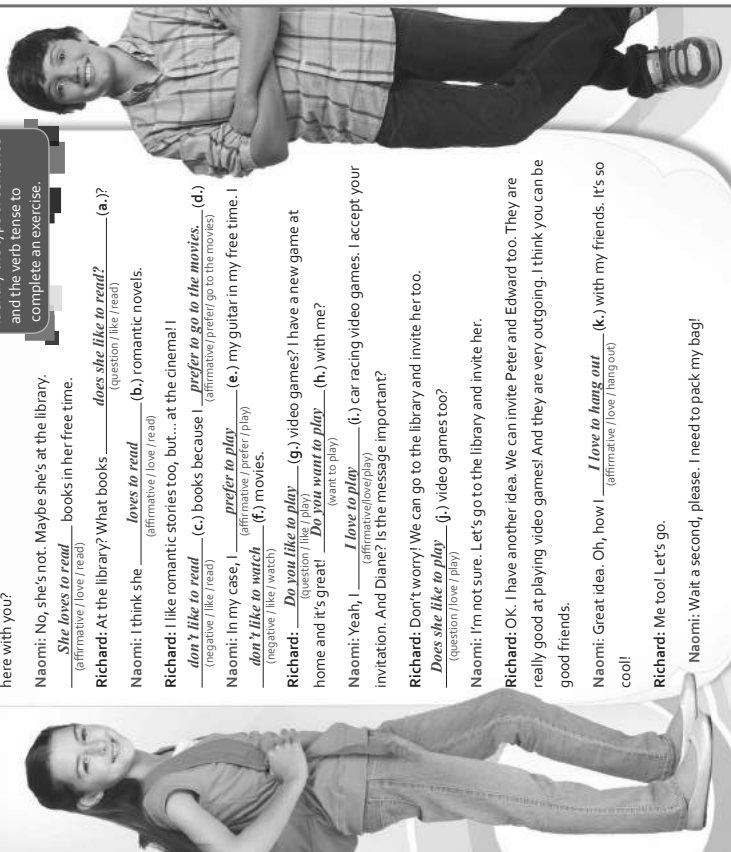 and the verb tense to
complete an exercise.
here with you?
Naomi: No, she's not. Maybe she's at the library.
She loves to read books in her free time.
(affirmative / love / read)
Richard: At the library? What books does she like to read? (a.)?
(question / like / read)
Naomi: I think she loves to read (b.) romantic novels.
(affirmative / love / read)
Richard: I like romantic stories too, but... at the cinema! I
don't like to read (c.) books because I prefer to go to the movies. (d.)
(negative / like / read) (affirmative/prefer/ go to the movies)
Naomi: In my case, I prefer to play (e.) my guitar in my free time. I
(affirmative / prefer / play)
don't like to watch (f.) movies.
(negative / like / watch)
Richard: Do you like to play (g.) video games? I have a new game at
(question / like / play)
home and it's great! Do you want to play (h.) with me?
(want to play)
Naomi: Yeah, I I love to play (i.) car racing video games. I accept your
(affirmative/love/play)
invitation. And Diane? Is the message important?
Richard: Don't worry! We can go to the library and invite her too.
Does she like to play (j.) video games too?
(question /love / play)
Naomi: I'm not sure. Let's go to the library and invite her.
Richard: OK. I have another idea. We can invite Peter and Edward too. They are
really good at playing video games! And they are very outgoing. I think you can be
good friends.
Naomi: Great idea. Oh, how I I love to hang out (k.) with my friends. It's so
(affirmative / love / hang out)
cool!
Richard: Me too! Let's go.
Naomi: Wait a second, please. I need to pack my bag!